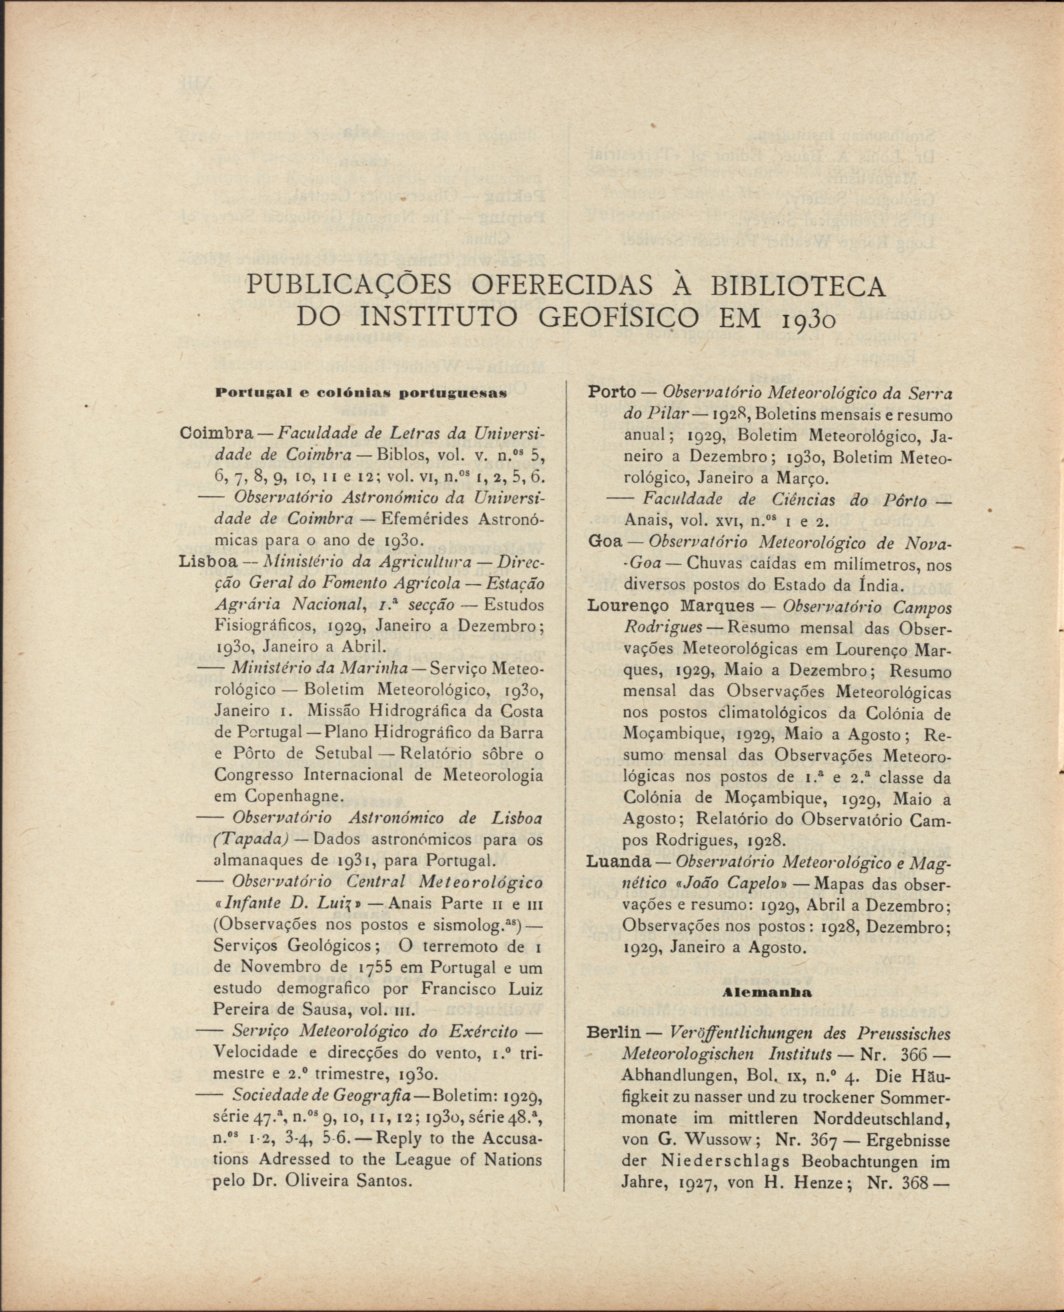 PUBLICAÇÕES OFERECIDAS À BIBLIOTECA
DO INSTITUTO GEOFÍSICO EM 1930
Portugal e colónias portuguesas
Coimbra — Faculdade de Letras da Universi-
dade de Coimbra — Biblos, vol. v. n.os 5,
6, 7, 8, 9, 10, 11 e 12; vol. vi, n.os 1, 2, 5, 6.
—— Observatório Astronómico da Universi-
dade de Coimbra — Efemérides Astronó-
micas para o ano de 1930.
Lisboa — Ministério da Agricultura — Direc-
ção Geral do Fomento Agrícola — Estação
Agrária Nacional, 1.ª secção — Estudos
Fisiográficos, 1929, Janeiro a Dezembro;
1930, Janeiro a Abril.
—— Ministério da Marinha — Serviço Meteo-
rológico — Boletim Meteorológico, 1930,
Janeiro 1. Missão Hidrográfica da Costa
de Portugal — Plano Hidrográfico da Barra
e Pôrto de Setubal — Relatório sôbre o
Congresso Internacional de Meteorologia
em Copenhagne.
—— Observatório Astronómico de Lisboa
(Tapada) — Dados astronómicos para os
almanaques de 1931, para Portugal.
—— Observatório Central Meteorológico
«Infante D. Luiz» — Anais Parte II e III
(Observações nos postos e sismolog.as) —
Serviços Geológicos; O terremoto de 1
de Novembro de 1755 em Portugal e um
estudo demografico por Francisco Luiz
Pereira de Sausa, vol. III.
—— Serviço Meteorológico do Exército —
Velocidade e direcções do vento, 1.º tri-
mestre e 2.º trimestre, 1930.
—— Sociedade de Geografia — Boletim: 1929,
série 47.ª, n.os 9, 10, 11, 12; 1930, série 48.ª,
n.os 1-2, 3-4, 5-6. — Reply to the Accusa-
tions Adressed to the League of Nations
pelo Dr. Oliveira Santos.
Porto — Observatório Meteorológico da Serra
do Pilar — 1928, Boletins mensais e resumo
anual; 1929, Boletim Meteorológico, Ja-
neiro a Dezembro; 1930, Boletim Meteo-
rológico, Janeiro a Março.
—— Faculdade de Ciências do Pôrto —
Anais, vol. xvi, n.os 1 e 2.
Goa — Observatório Meteorológico de Nova-
-Goa — Chuvas caídas em milímetros, nos
diversos postos do Estado da Índia.
Lourenço Marques — Observatório Campos
Rodrigues — Resumo mensal das Obser-
vações Meteorológicas em Lourenço Mar-
ques, 1929, Maio a Dezembro; Resumo
mensal das Observações Meteorológicas
nos postos climatológicos da Colónia de
Moçambique, 1929, Maio a Agosto; Re-
sumo mensal das Observações Meteoro-
lógicas nos postos de 1.ª e 2.ª classe da
Colónia de Moçambique, 1929, Maio a
Agosto; Relatório do Observatório Cam-
pos Rodrigues, 1928.
Luanda — Observatório Meteorológico e Mag-
nético «João Capelo» — Mapas das obser-
vações e resumo: 1929, Abril a Dezembro;
Observações nos postos: 1928, Dezembro;
1929, Janeiro a Agosto.
Alemanha
Berlin — Veröffentlichungen des Preussisches
Meteorologischen Instituts — Nr. 366 —
Abhandlungen, Bol. ix, n.º 4. Die Häu-
figkeit zu nasser und zu trockener Sommer-
monate im mittleren Norddeutschland,
von G. Wussow; Nr. 367 — Ergebnisse
der Niederschlags Beobachtungen im
Jahre, 1927, von H. Henze; Nr. 368 —